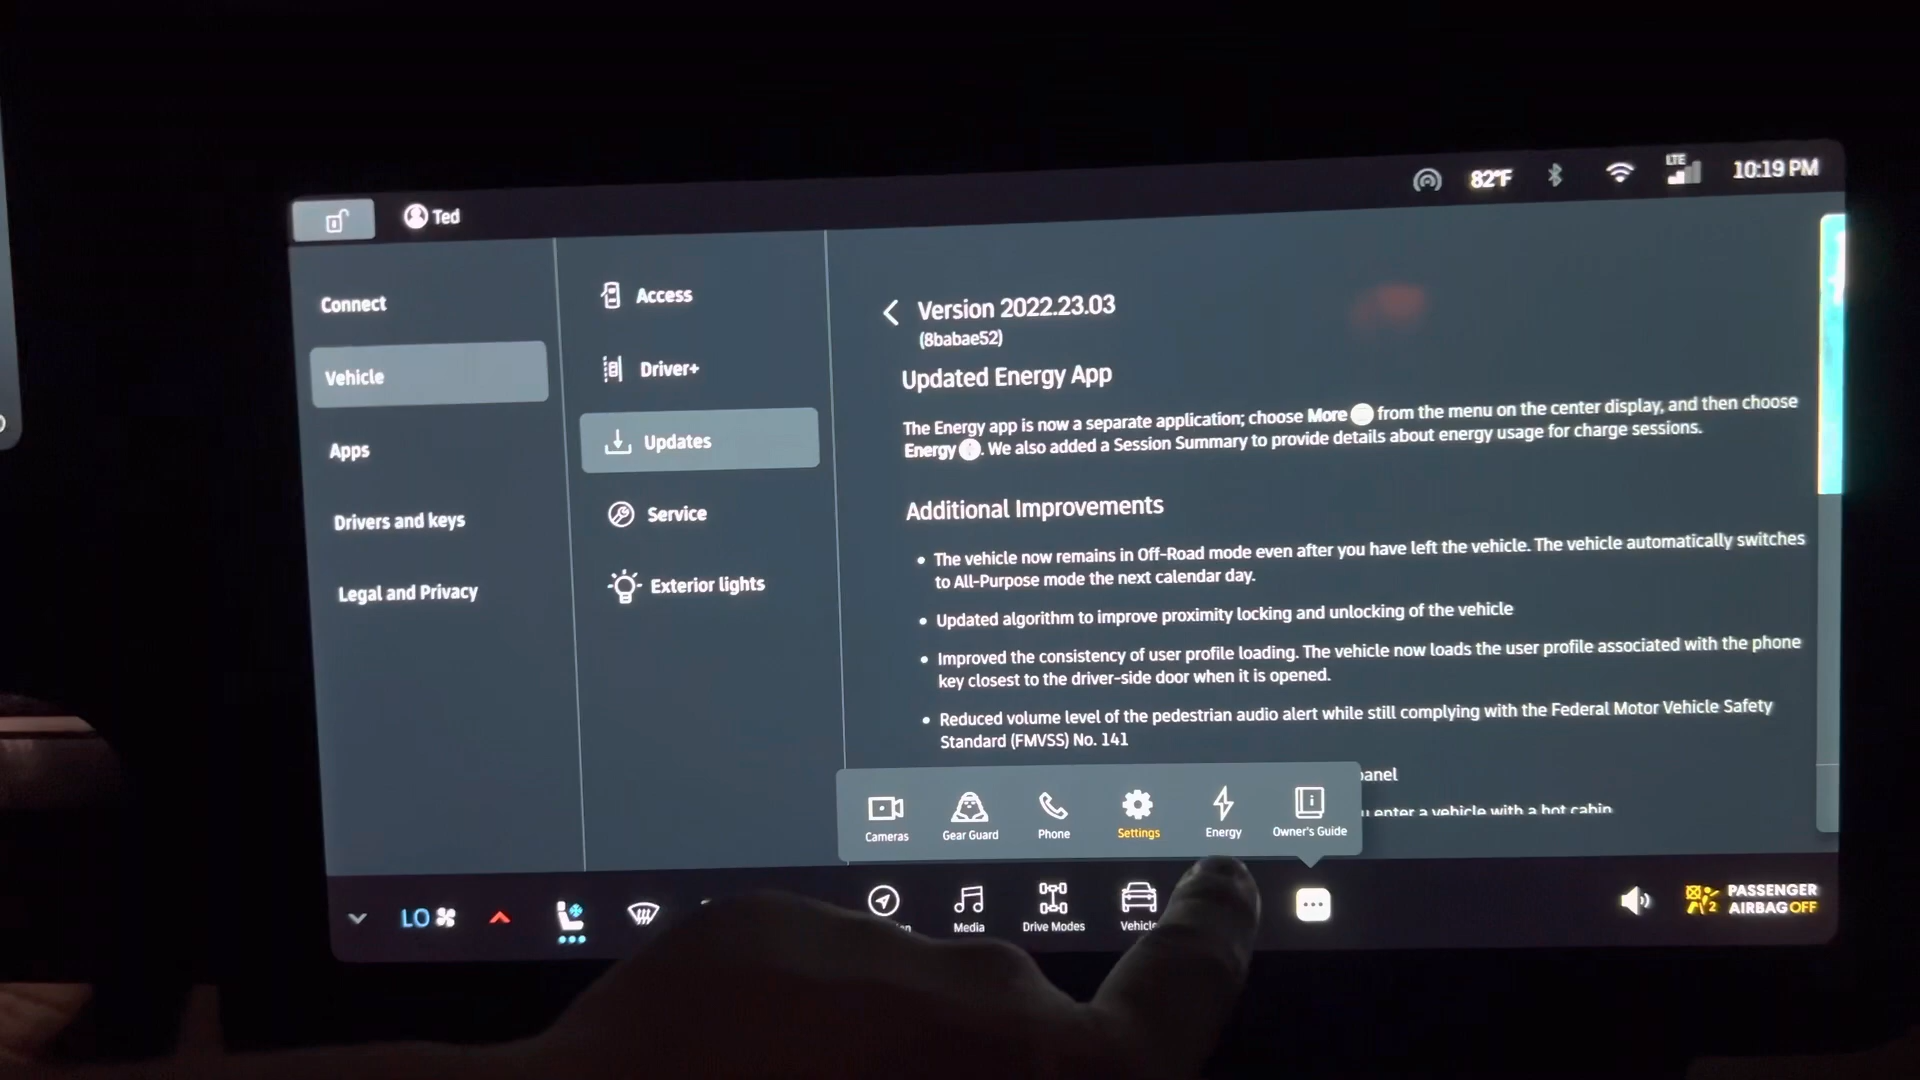 82°F
LTE
10:19 PM
Ted
Connect
Vehicle
Apps
Drivers and keys
Legal and Privacy
Access
Driver+
Updates
Service
Exterior lights
Version 2022.23.03
(8babae52)
Updated Energy App
The Energy app is now a separate application; choose More from the menu on the center display, and then choose
Energy. We also added a Session Summary to provide details about energy usage for charge sessions.
Additional Improvements
• The vehicle now remains in Off-Road mode even after you have left the vehicle. The vehicle automatically switches
to All-Purpose mode the next calendar day.
• Updated algorithm to improve proximity locking and unlocking of the vehicle
• Improved the consistency of user profile loading. The vehicle now loads the user profile associated with the phone
key closest to the driver-side door when it is opened.
• Reduced volume level of the pedestrian audio alert while still complying with the Federal Motor Vehicle Safety
Standard (FMVSS) No. 141
panel
enter a vehicle with a hot cabin
Cameras
Gear Guard
Phone
Settings
Energy
Owner's Guide
LO
Media
Drive Modes
Vehicle
PASSENGER
AIRBAG OFF